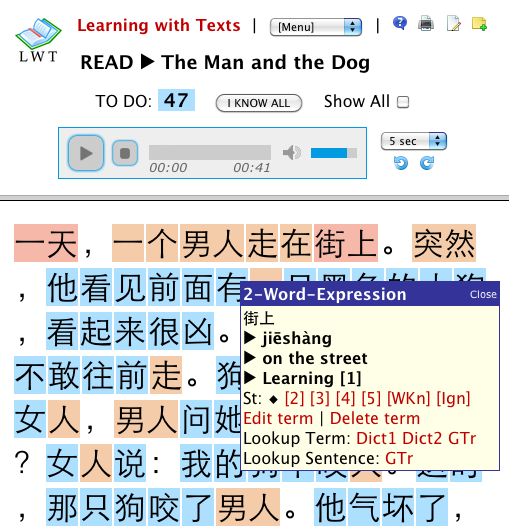 Learning with Texts | [Menu] |
LWT
READ ▶ The Man and the Dog
TO DO: 47 I KNOW ALL Show All
5 sec
00:00 00:41
一天，一个男人走在街上。突然
，他看见前面有
，看起来很凶。
不敢往前走。狗
女人，男人问她
？女人说：我的
，那只狗咬了男人。他气坏了，
2-Word-Expression Close
街上
▶ jiēshàng
▶ on the street
▶ Learning [1]
St: ◆ [2] [3] [4] [5] [WKn] [Ign]
Edit term | Delete term
Lookup Term: Dict1 Dict2 GTr
Lookup Sentence: GTr